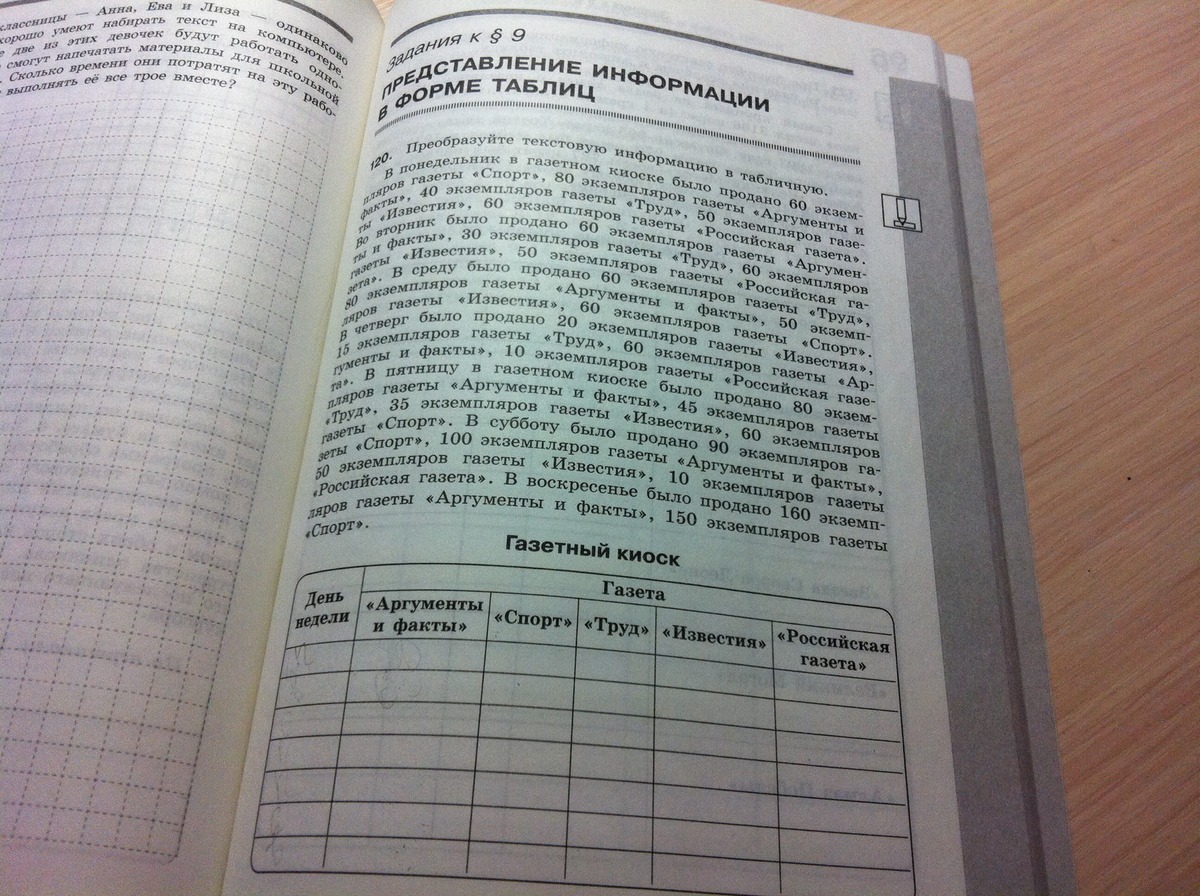 классницы — Анна, Ева и Лиза — одинаково
хорошо умеют набирать текст на компьютере.
две из этих девочек будут работать одно-
смогут напечатать материалы для школьной
Сколько времени они потратят на эту рабо-
выполнять её все трое вместе?
Задания к § 9
ПРЕДСТАВЛЕНИЕ ИНФОРМАЦИИ
В ФОРМЕ ТАБЛИЦ
120. Преобразуйте текстовую информацию в табличную.
В понедельник в газетном киоске было продано 60 экзем-
пляров газеты «Спорт», 80 экземпляров газеты «Аргументы и
факты», 40 экземпляров газеты «Труд», 50 экземпляров газе-
ты «Известия», 60 экземпляров газеты «Российская газета».
Во вторник было продано 60 экземпляров газеты «Аргумен-
ты и факты», 30 экземпляров газеты «Труд», 60 экземпляров
газеты «Известия», 50 экземпляров газеты «Российская га-
зета». В среду было продано 60 экземпляров газеты «Труд»,
80 экземпляров газеты «Аргументы и факты», 50 экземп-
ляров газеты «Известия», 60 экземпляров газеты «Спорт».
В четверг было продано 20 экземпляров газеты «Известия»,
15 экземпляров газеты «Труд», 60 экземпляров газеты «Ар-
гументы и факты», 10 экземпляров газеты «Российская газе-
та». В пятницу в газетном киоске было продано 80 экзем-
пляров газеты «Аргументы и факты», 45 экземпляров газеты
«Труд», 35 экземпляров газеты «Известия», 60 экземпляров
газеты «Спорт». В субботу было продано 90 экземпляров га-
зеты «Спорт», 100 экземпляров газеты «Аргументы и факты»,
50 экземпляров газеты «Известия», 10 экземпляров газеты
«Российская газета». В воскресенье было продано 160 экземп-
ляров газеты «Аргументы и факты», 150 экземпляров газеты
«Спорт».
Газетный киоск
День
недели
Газета
«Аргументы
и факты»
«Спорт»
«Труд»
«Известия»
«Российская
газета»